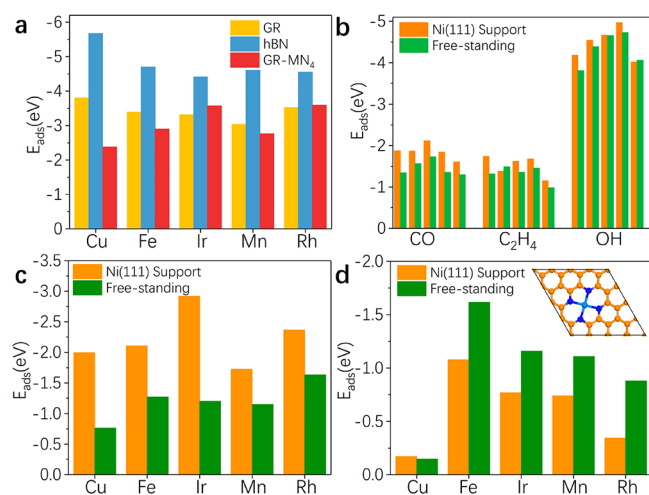 a
-6
-5
-4
-3
-2
-1
0
E_ads(eV)
GR
hBN
GR-MN₄
Cu Fe Ir Mn Rh
b
-5
-4
-3
-2
-1
0
E_ads(eV)
Ni(111) Support
Free-standing
CO C₂H₄ OH
c
-3.5
-3.0
-2.5
-2.0
-1.5
-1.0
-0.5
0.0
E_ads(eV)
Ni(111) Support
Free-standing
Cu Fe Ir Mn Rh
d
-2.0
-1.5
-1.0
-0.5
0.0
E_ads(eV)
Ni(111) Support
Free-standing
Cu Fe Ir Mn Rh